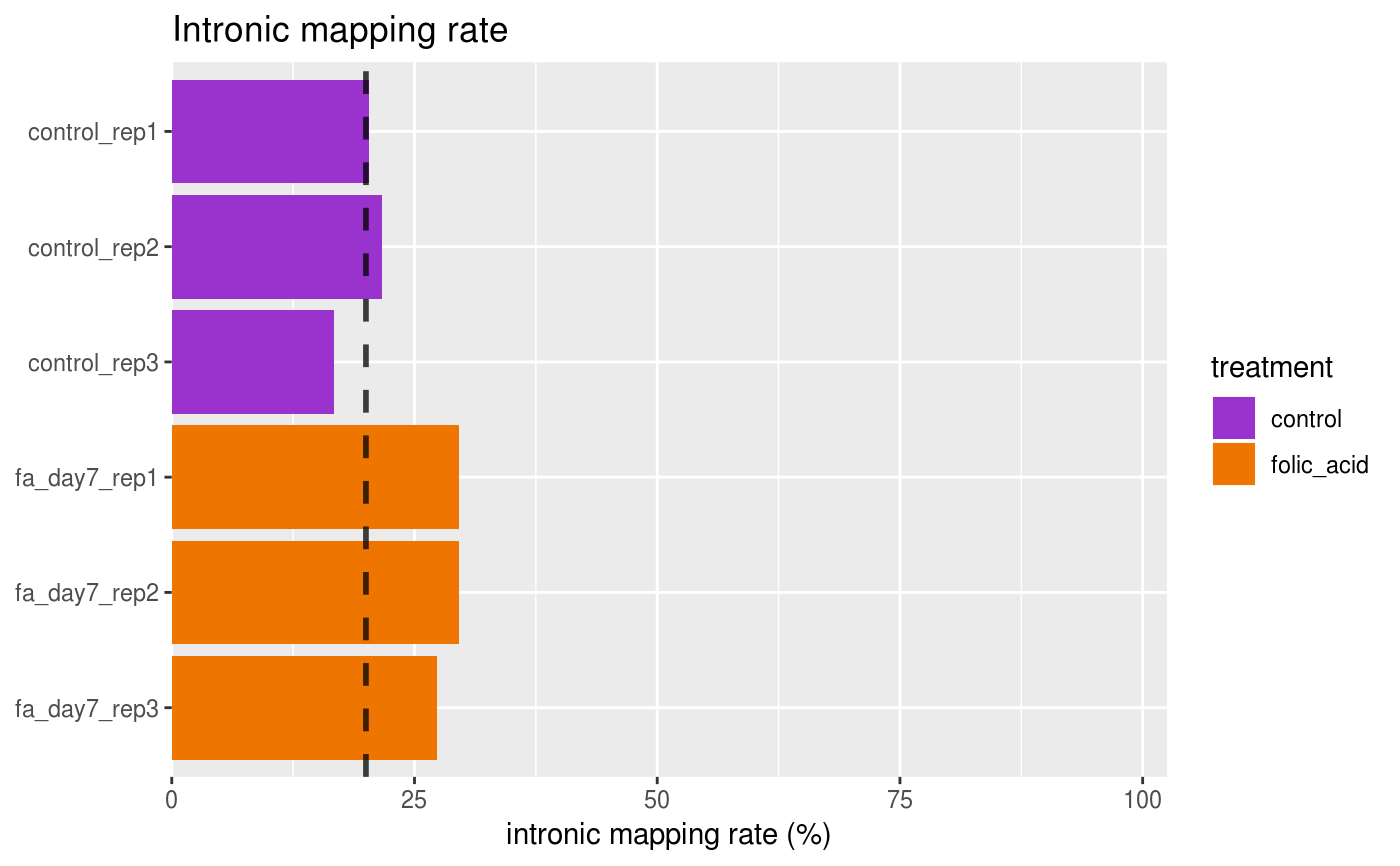 Intronic mapping rate
control_rep1
control_rep2
control_rep3
fa_day7_rep1
fa_day7_rep2
fa_day7_rep3
0 25 50 75 100
intronic mapping rate (%)
treatment
control
folic_acid